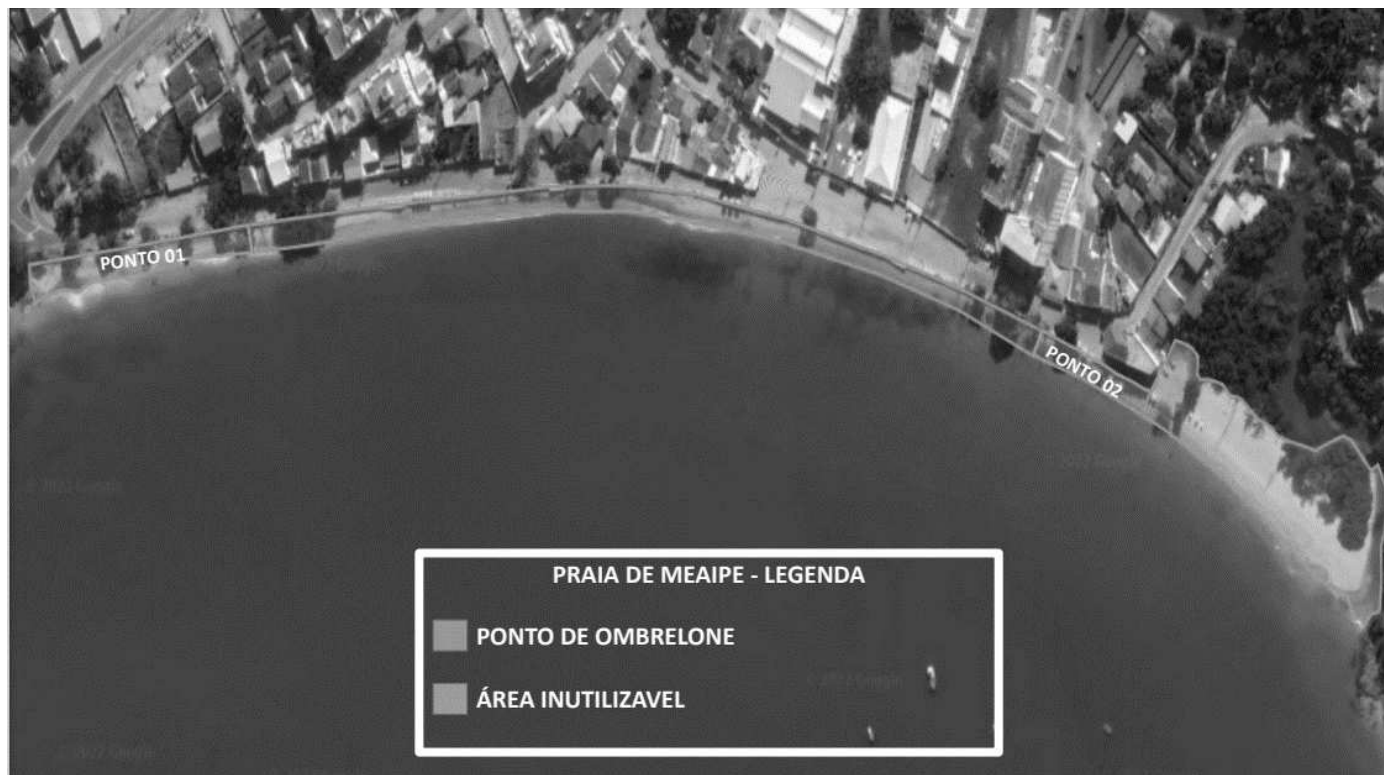 PONTO 01
PONTO 02
PRAIA DE MEAIPE - LEGENDA
PONTO DE OMBRELONE
ÁREA INUTILIZAVEL